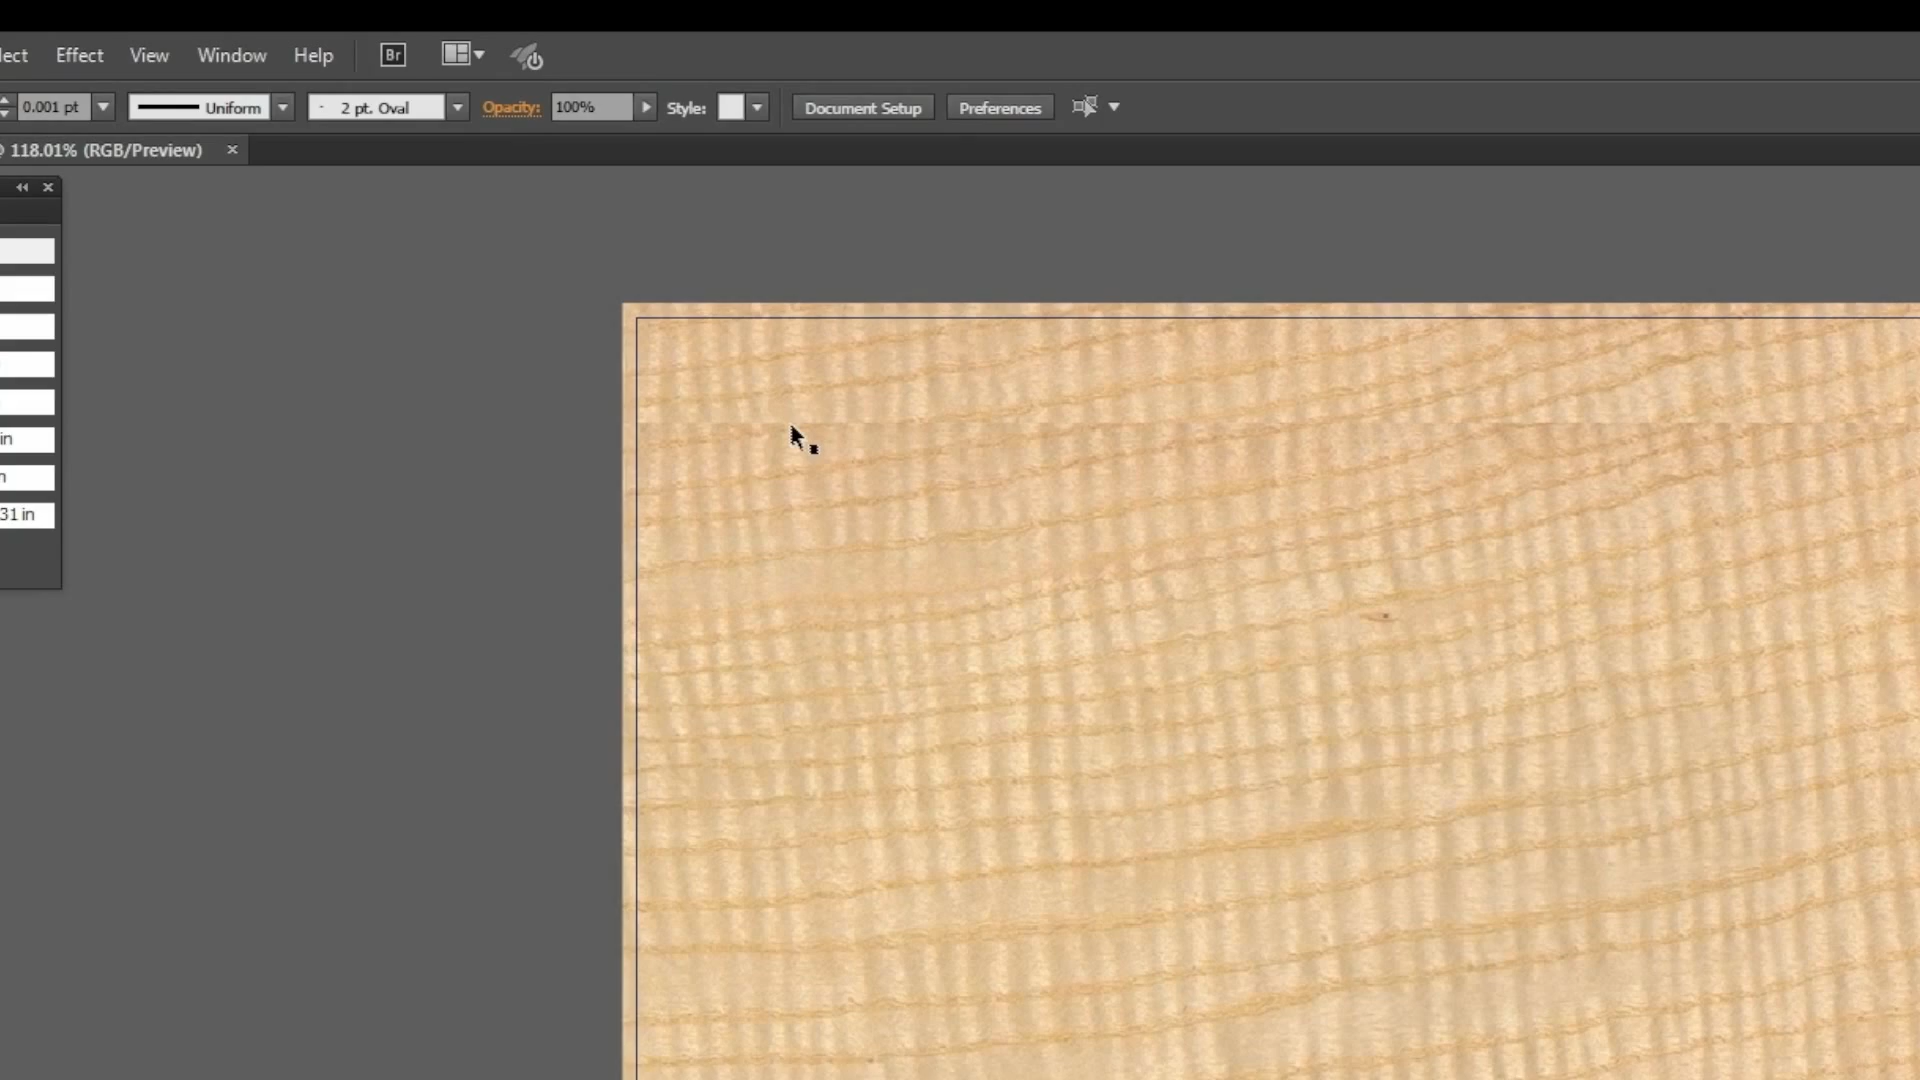 lect Effect View Window Help Br
0.001 pt Uniform 2 pt. Oval Opacity: 100% Style: Document Setup Preferences
118.01% (RGB/Preview)
in
n
31 in